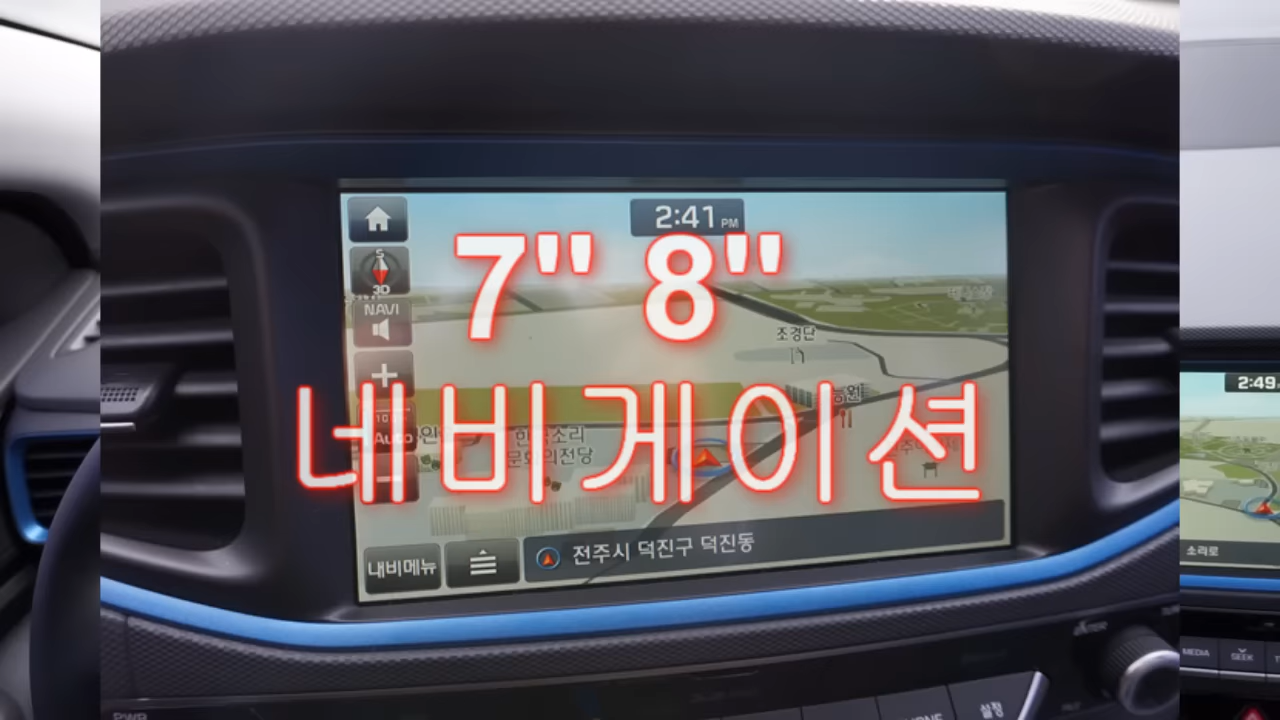 2:41 PM
7" 8"
S
3D
NAVI
조경단
네비게이션
Auto
한국소리
문화의전당
내비메뉴
전주시 덕진구 덕진동
2:49
소리로
MEDIA
SEEK
설정
PWR